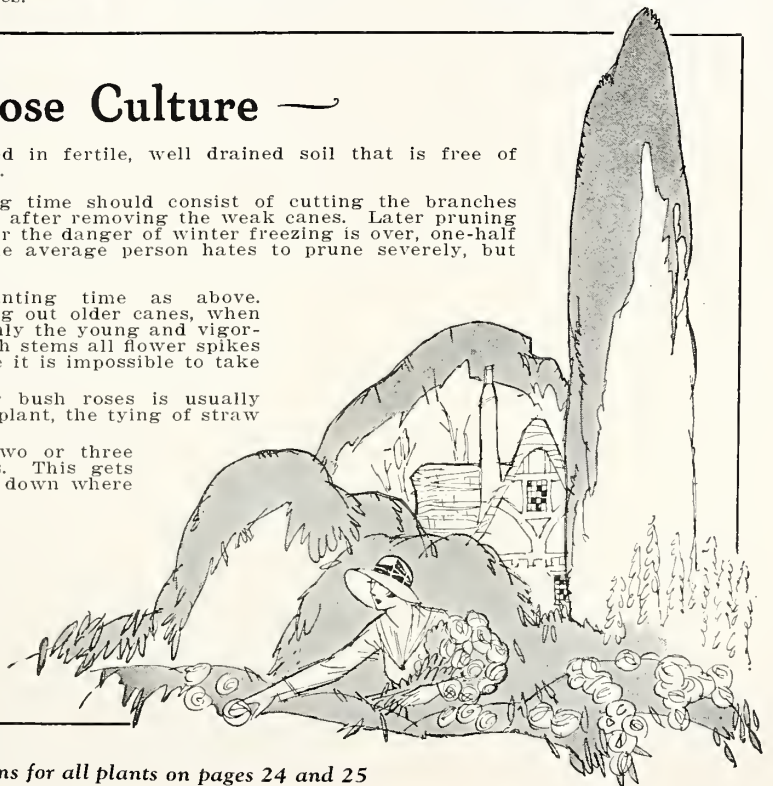 ose Culture
d in fertile, well drained soil that is free of
.
g time should consist of cutting the branches
after removing the weak canes. Later pruning
r the danger of winter freezing is over, one-half
e average person hates to prune severely, but
nting time as above.
g out older canes, when
nly the young and vigor-
h stems all flower spikes
e it is impossible to take
r bush roses is usually
plant, the tying of straw
wo or three
s. This gets
down where
ns for all plants on pages 24 and 25